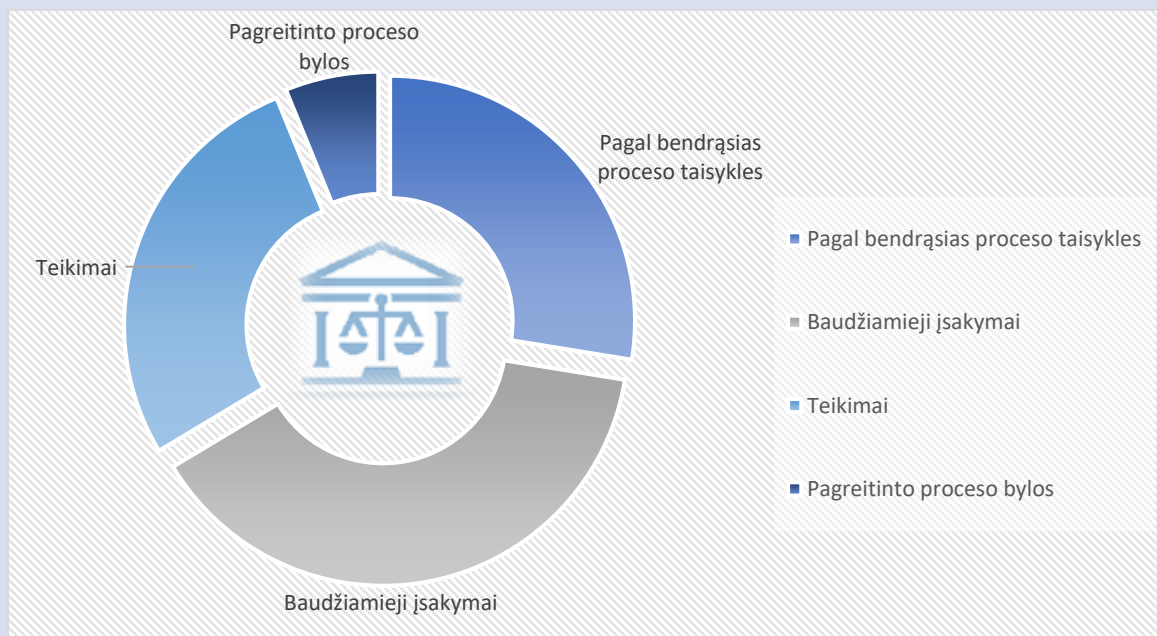 Pagreitinto proceso
bylos
Pagal bendrąsias
proceso taisykles
Teikimai
Baudžiamieji įsakymai
Pagal bendrąsias proceso taisykles
Baudžiamieji įsakymai
Teikimai
Pagreitinto proceso bylos